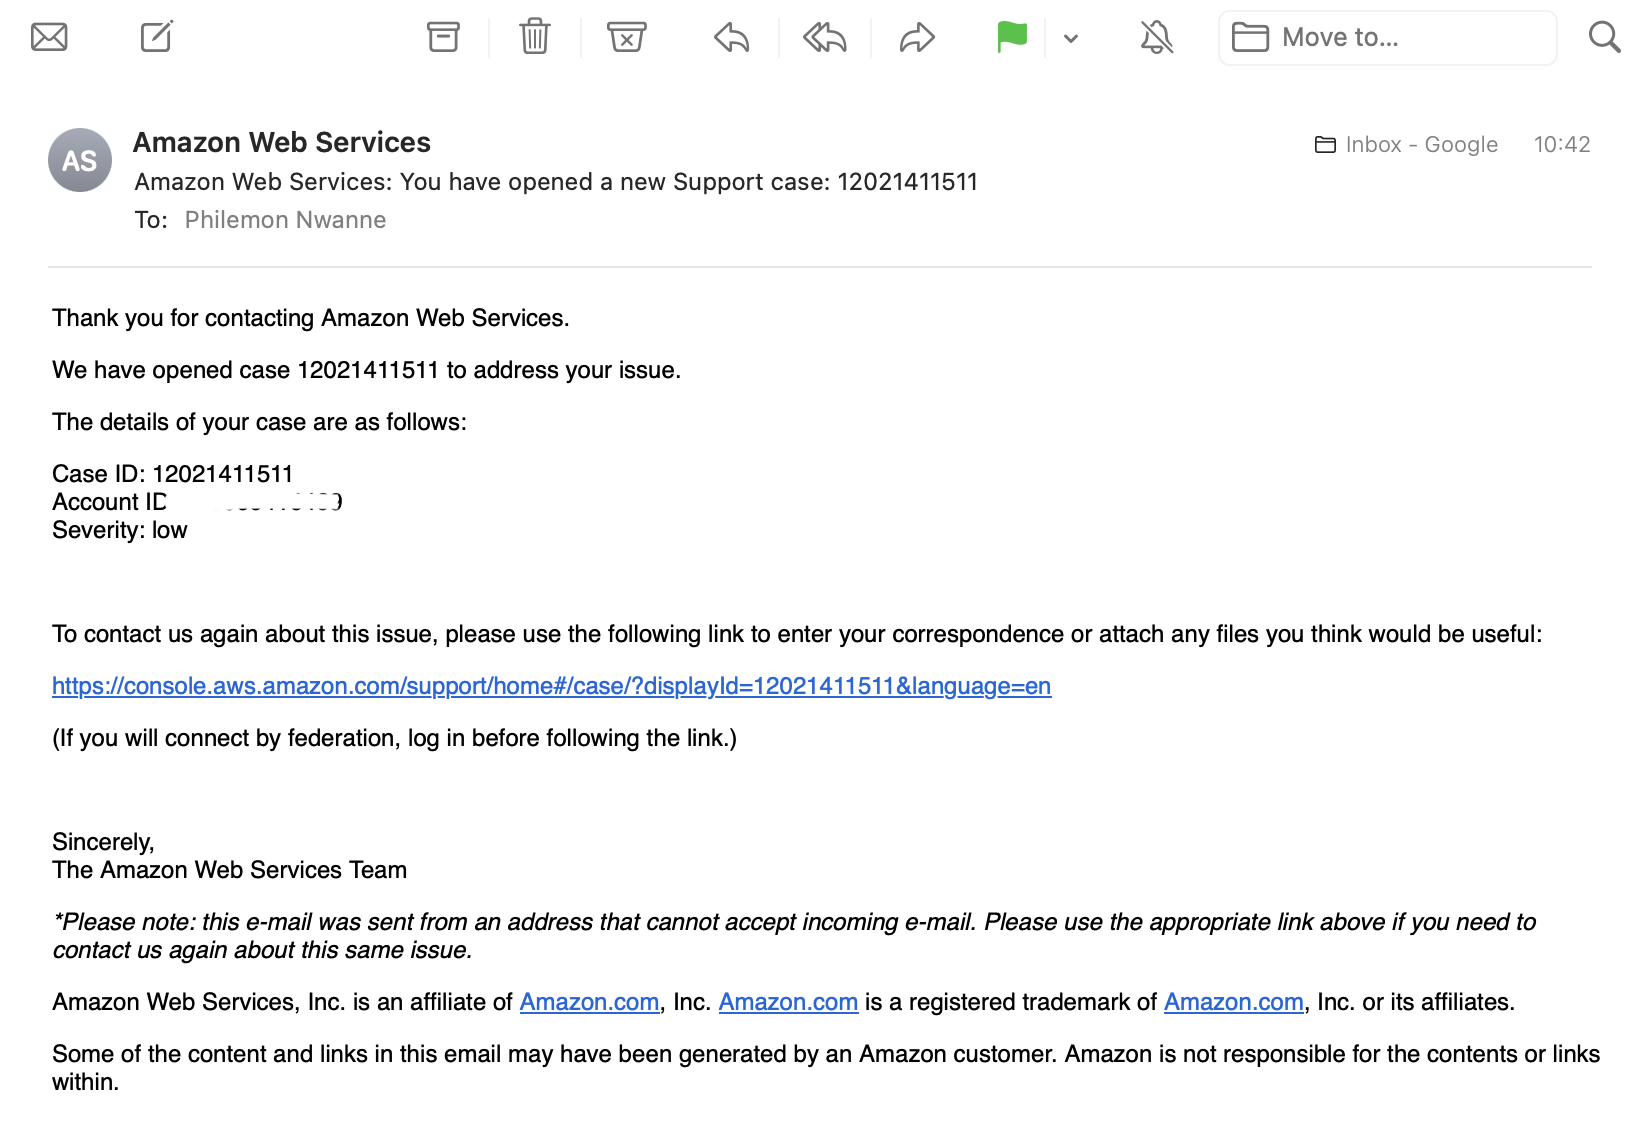 Move to...
AS
Amazon Web Services
Inbox - Google 10:42
Amazon Web Services: You have opened a new Support case: 12021411511
To: Philemon Nwanne
Thank you for contacting Amazon Web Services.
We have opened case 12021411511 to address your issue.
The details of your case are as follows:
Case ID: 12021411511
Account ID
Severity: low
To contact us again about this issue, please use the following link to enter your correspondence or attach any files you think would be useful:
https://console.aws.amazon.com/support/home#/case/?displayId=12021411511&language=en
(If you will connect by federation, log in before following the link.)
Sincerely,
The Amazon Web Services Team
*Please note: this e-mail was sent from an address that cannot accept incoming e-mail. Please use the appropriate link above if you need to
contact us again about this same issue.
Amazon Web Services, Inc. is an affiliate of Amazon.com, Inc. Amazon.com is a registered trademark of Amazon.com, Inc. or its affiliates.
Some of the content and links in this email may have been generated by an Amazon customer. Amazon is not responsible for the contents or links
within.